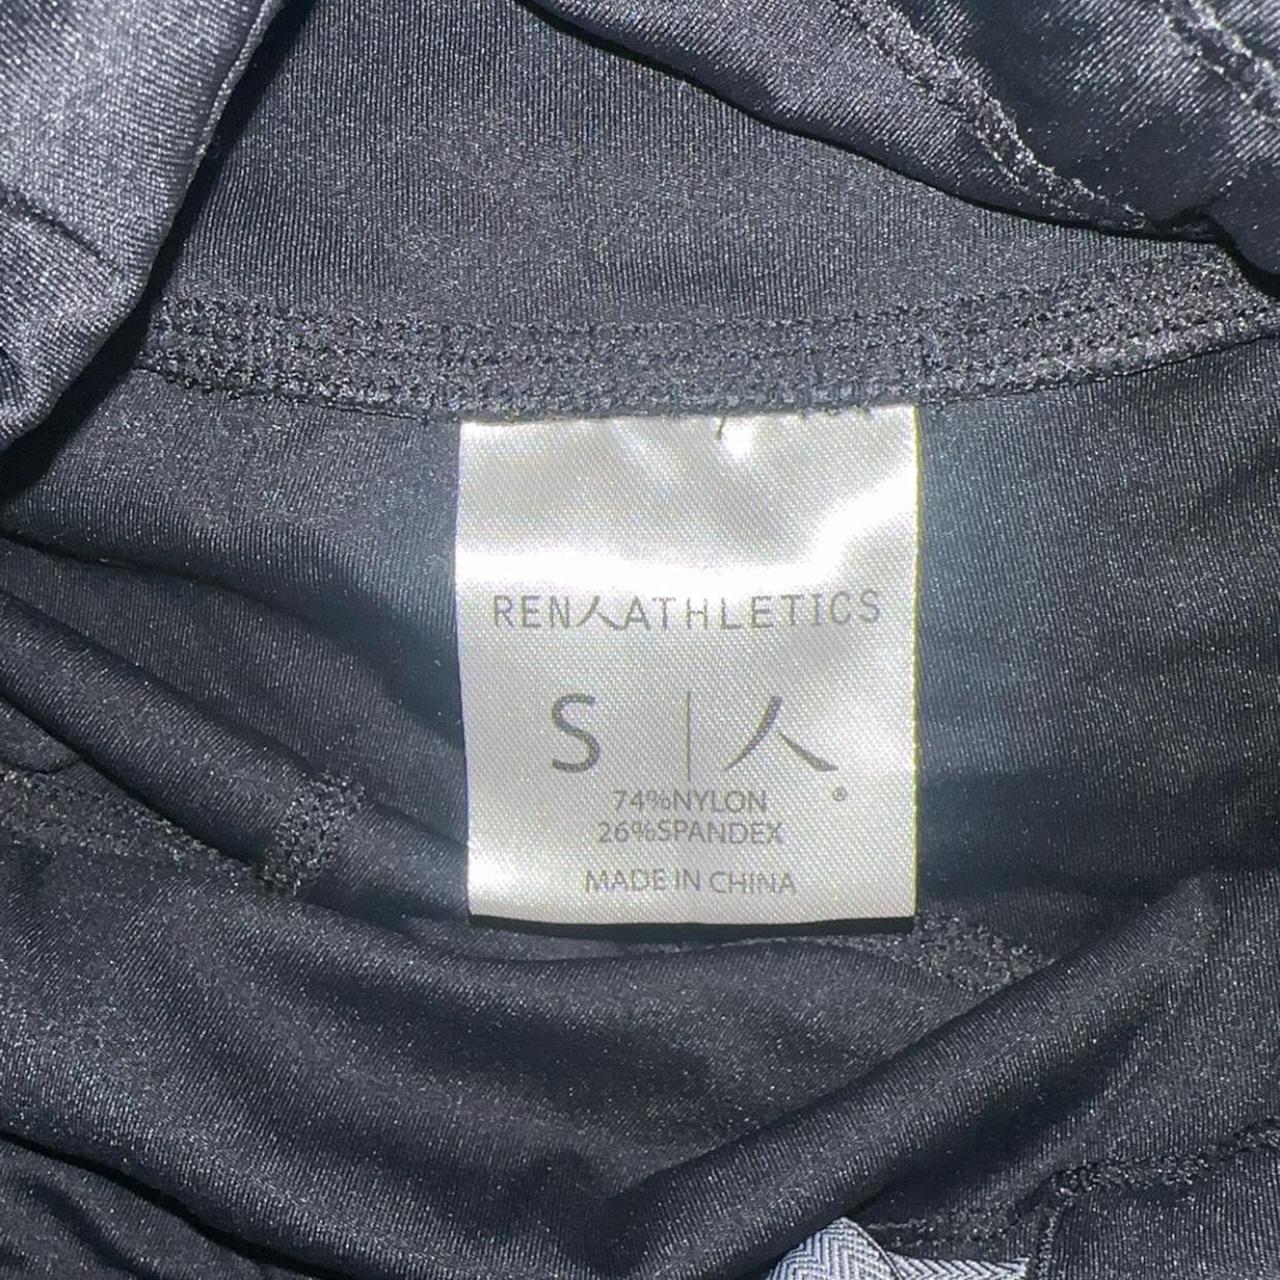 REN人ATHLETICS
S | 人®
74%NYLON
26%SPANDEX
MADE IN CHINA